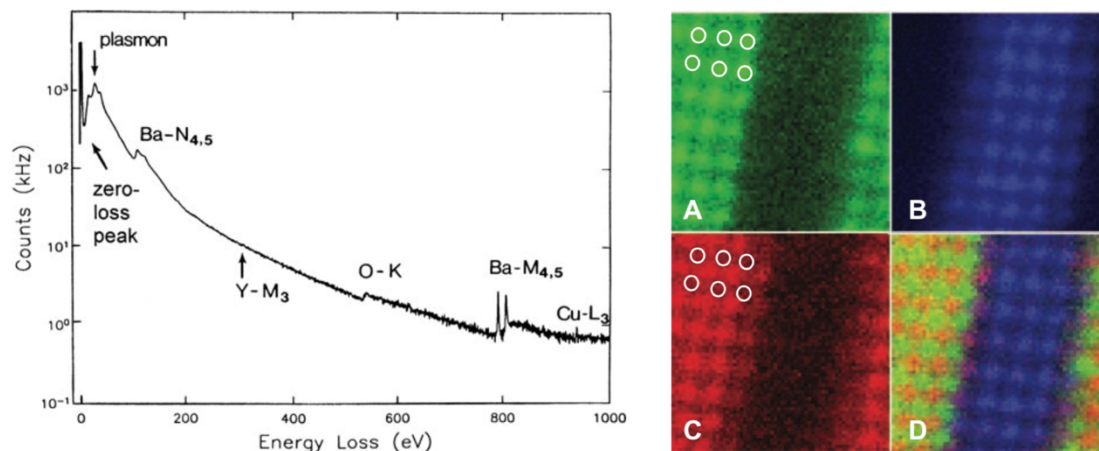 plasmon
10³
Ba-N₄,₅
10²
zero-
loss
peak
Counts (kHz)
10¹
O-K
Ba-M₄,₅
Y-M₃
Cu-L₃
10⁰
10⁻¹
0 200 400 600 800 1000
Energy Loss (eV)
A
B
C
D